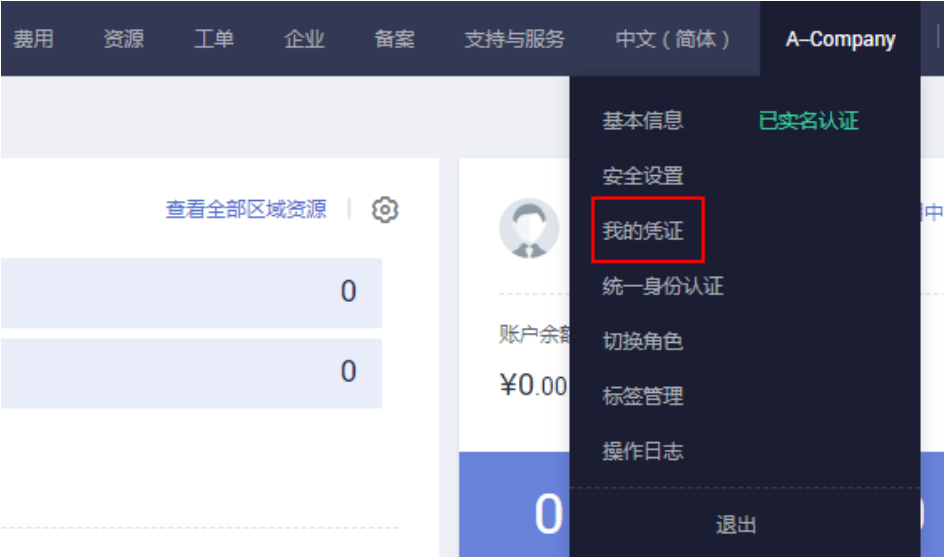 费用 资源 工单 企业 备案 支持与服务 中文（简体） A-Company
基本信息 已实名认证
安全设置
查看全部区域资源
我的凭证
0
统一身份认证
账户余额
切换角色
0
¥0.00
标签管理
操作日志
0
退出